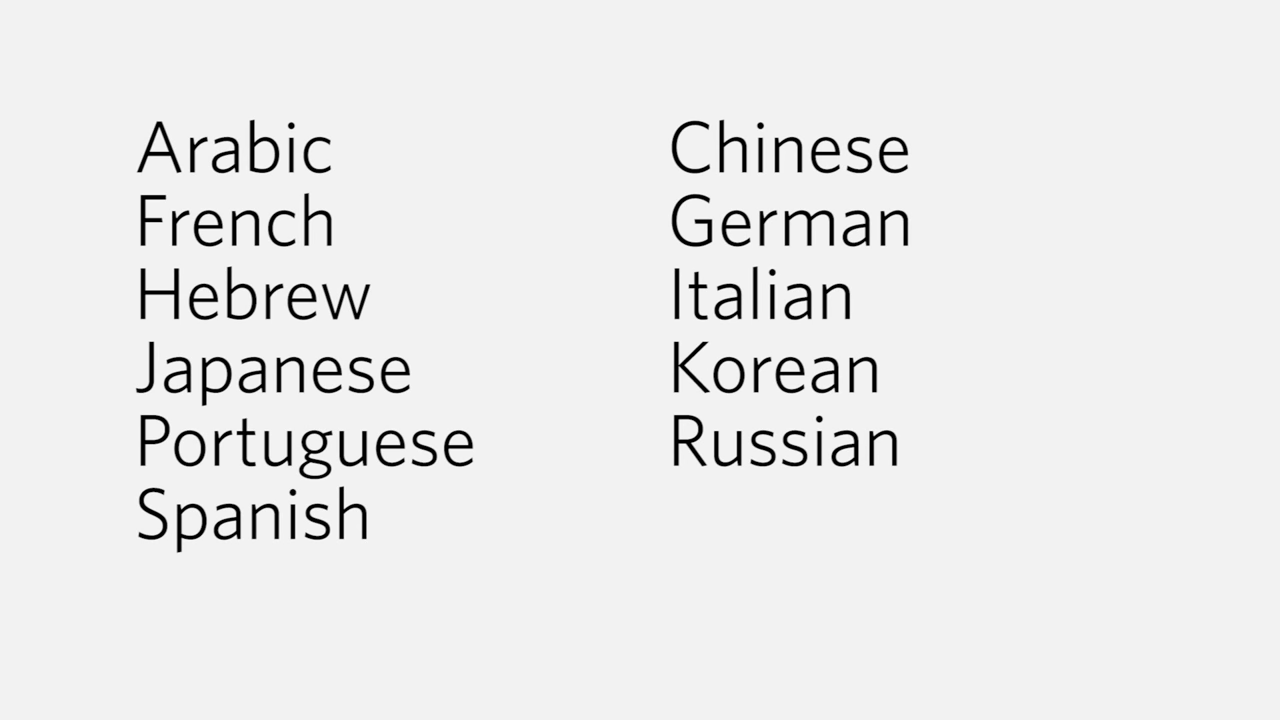 Arabic
French
Hebrew
Japanese
Portuguese
Spanish
Chinese
German
Italian
Korean
Russian